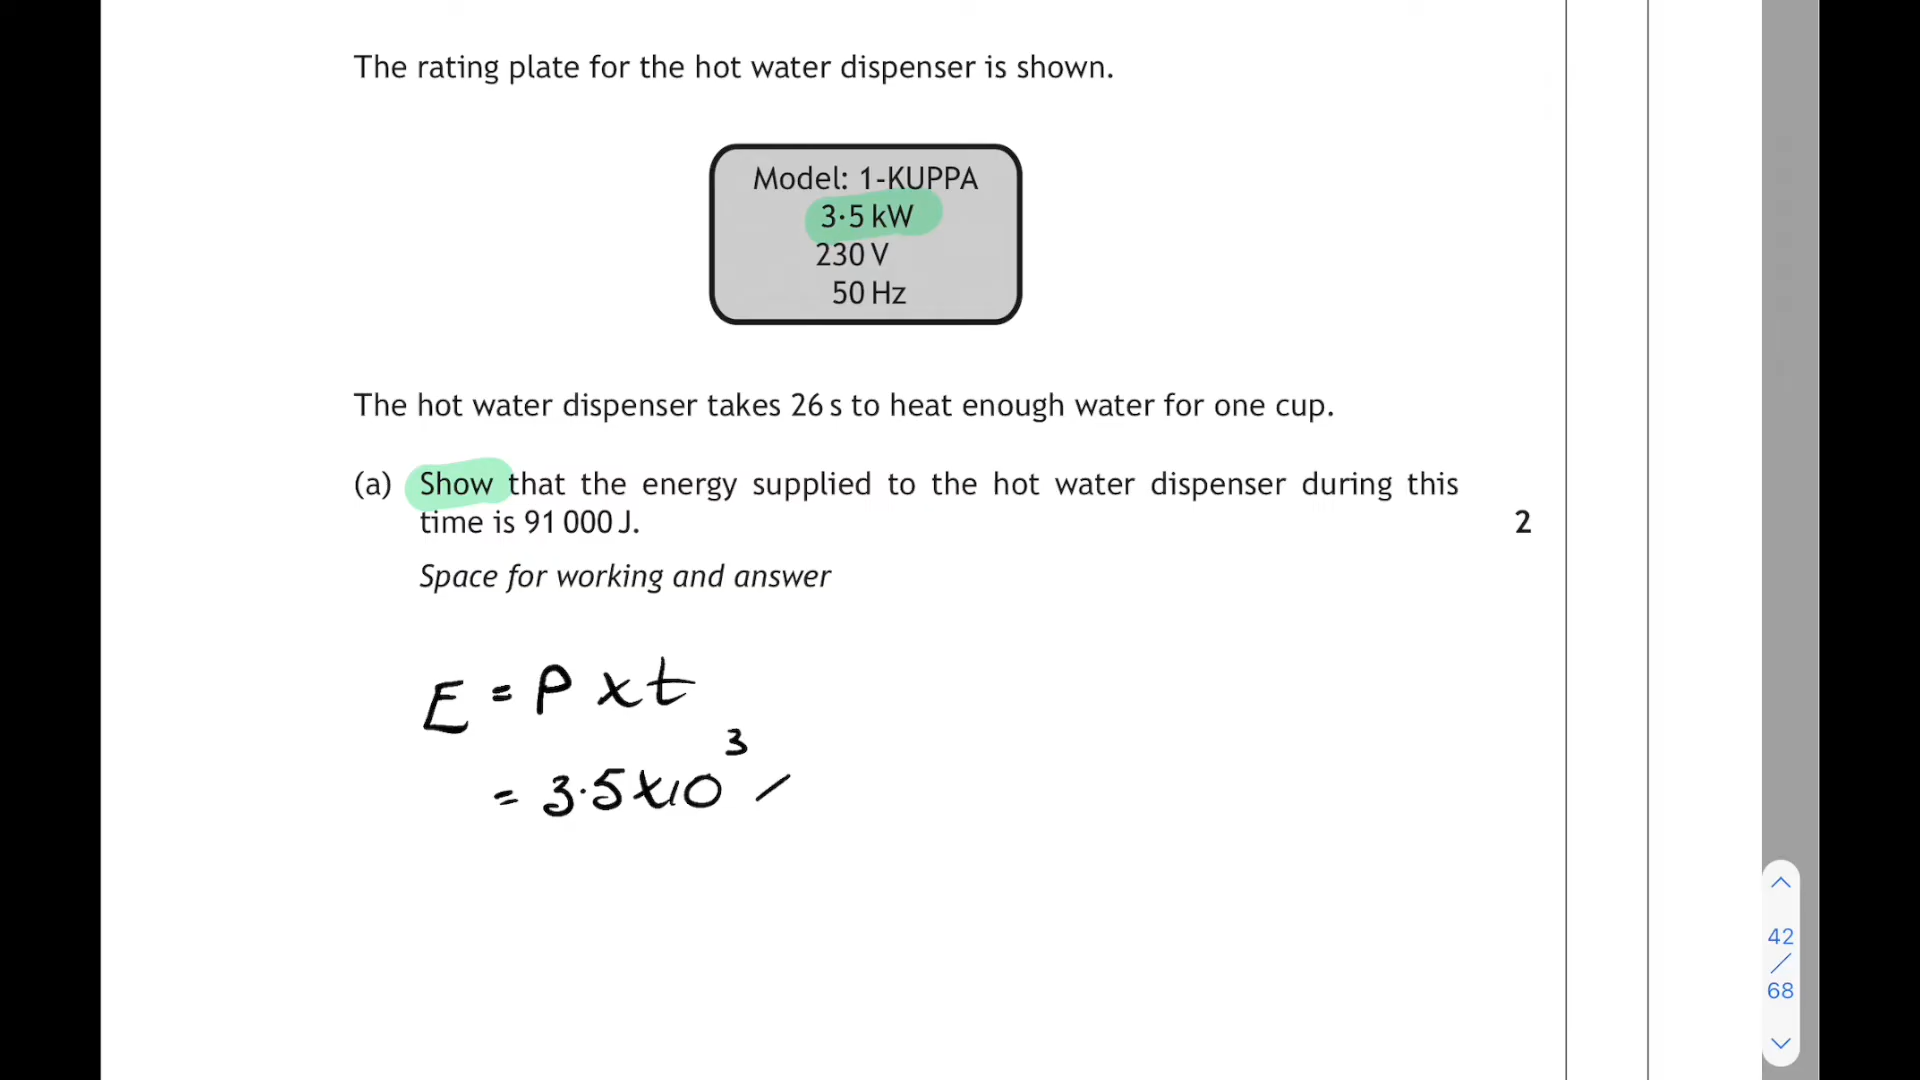 The rating plate for the hot water dispenser is shown.
Model: 1-KUPPA
3·5 kW
230 V
50 Hz
The hot water dispenser takes 26 s to heat enough water for one cup.
(a) Show that the energy supplied to the hot water dispenser during this
time is 91 000 J. 2
Space for working and answer
E = P x t
= 3.5 x 10³ /
42
/
68